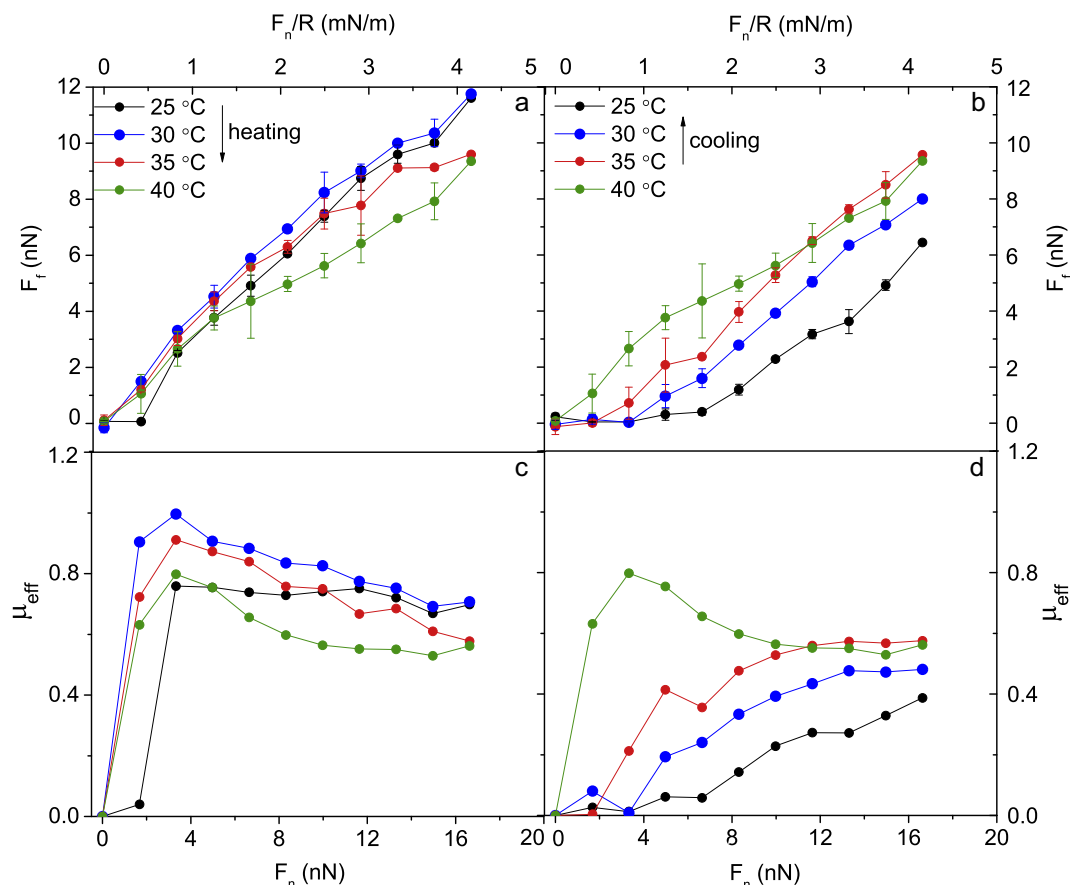 Fn/R (mN/m)
Fn/R (mN/m)
0 1 2 3 4 5
0 1 2 3 4 5
12 10 8 6 4 2 0
Ff (nN)
25 °C
30 °C
35 °C
40 °C
heating
a
25 °C
30 °C
35 °C
40 °C
cooling
b
12 10 8 6 4 2 0
Ff (nN)
1.2 0.8 0.4 0.0
μeff
c
d
1.2 0.8 0.4 0.0
μeff
0 4 8 12 16 20
0 4 8 12 16 20
Fn (nN)
Fn (nN)